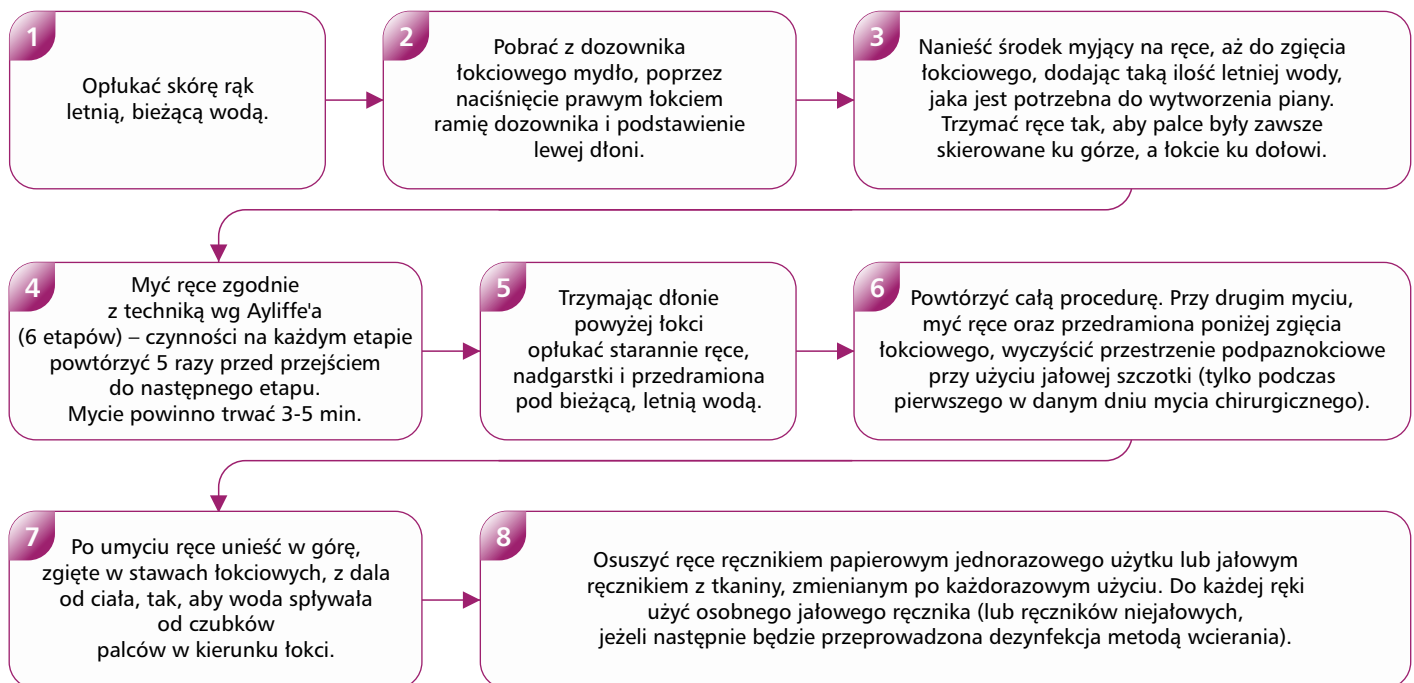 1
Opłukać skórę rąk
letnią, bieżącą wodą.
2
Pobrać z dozownika
łokciowego mydło, poprzez
naciśnięcie prawym łokciem
ramię dozownika i podstawienie
lewej dłoni.
3
Nanieść środek myjący na ręce, aż do zgięcia
łokciowego, dodając taką ilość letniej wody,
jaka jest potrzebna do wytworzenia piany.
Trzymać ręce tak, aby palce były zawsze
skierowane ku górze, a łokcie ku dołowi.
4
Myć ręce zgodnie
z techniką wg Ayliffe'a
(6 etapów) – czynności na każdym etapie
powtórzyć 5 razy przed przejściem
do następnego etapu.
Mycie powinno trwać 3-5 min.
5
Trzymając dłonie
powyżej łokci
opłukać starannie ręce,
nadgarstki i przedramiona
pod bieżącą, letnią wodą.
6
Powtórzyć całą procedurę. Przy drugim myciu,
myć ręce oraz przedramiona poniżej zgięcia
łokciowego, wyczyścić przestrzenie podpaznokciowe
przy użyciu jałowej szczotki (tylko podczas
pierwszego w danym dniu mycia chirurgicznego).
7
Po umyciu ręce unieść w górę,
zgięte w stawach łokciowych, z dala
od ciała, tak, aby woda spływała
od czubków
palców w kierunku łokci.
8
Osuszyć ręce ręcznikiem papierowym jednorazowego użytku lub jałowym
ręcznikiem z tkaniny, zmienianym po każdorazowym użyciu. Do każdej ręki
użyć osobnego jałowego ręcznika (lub ręczników niejałowych,
jeżeli następnie będzie przeprowadzona dezynfekcja metodą wcierania).